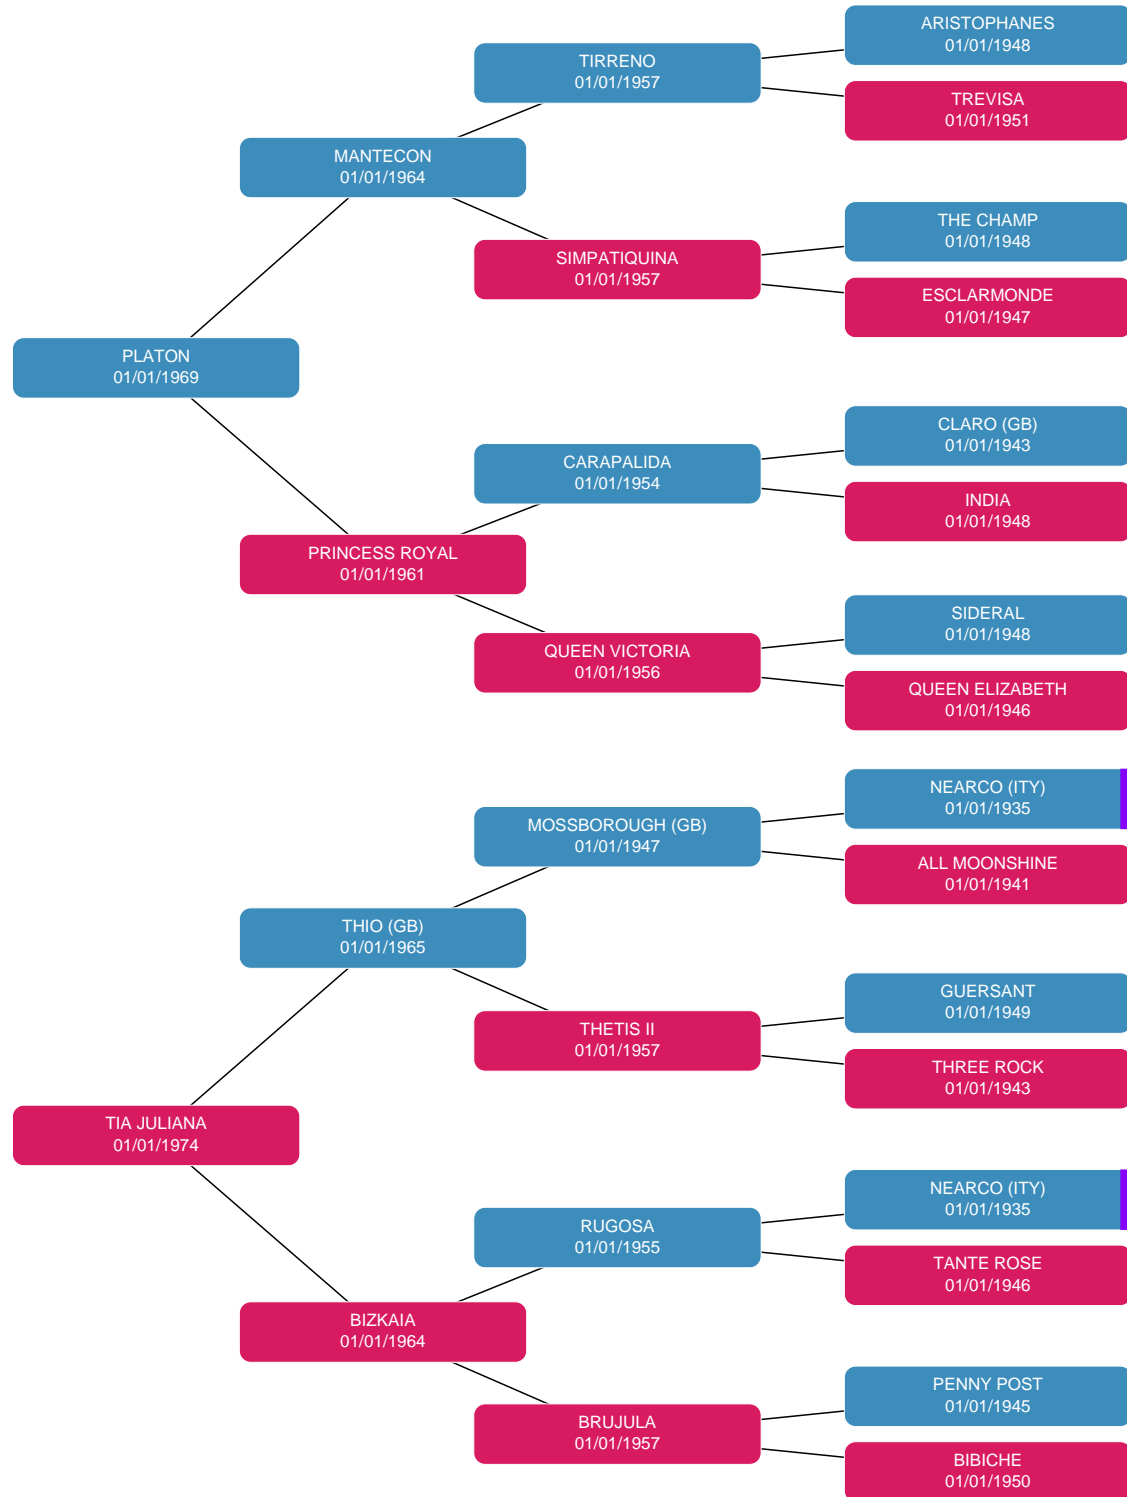 ARISTOPHANES
01/01/1948
TIRRENO
01/01/1957
TREVISA
01/01/1951
MANTECON
01/01/1964
THE CHAMP
01/01/1948
SIMPATIQUINA
01/01/1957
ESCLARMONDE
01/01/1947
PLATON
01/01/1969
CLARO (GB)
01/01/1943
CARAPALIDA
01/01/1954
INDIA
01/01/1948
PRINCESS ROYAL
01/01/1961
SIDERAL
01/01/1948
QUEEN VICTORIA
01/01/1956
QUEEN ELIZABETH
01/01/1946
NEARCO (ITY)
01/01/1935
MOSSBOROUGH (GB)
01/01/1947
ALL MOONSHINE
01/01/1941
THIO (GB)
01/01/1965
GUERSANT
01/01/1949
THETIS II
01/01/1957
THREE ROCK
01/01/1943
TIA JULIANA
01/01/1974
NEARCO (ITY)
01/01/1935
RUGOSA
01/01/1955
TANTE ROSE
01/01/1946
BIZKAIA
01/01/1964
PENNY POST
01/01/1945
BRUJULA
01/01/1957
BIBICHE
01/01/1950